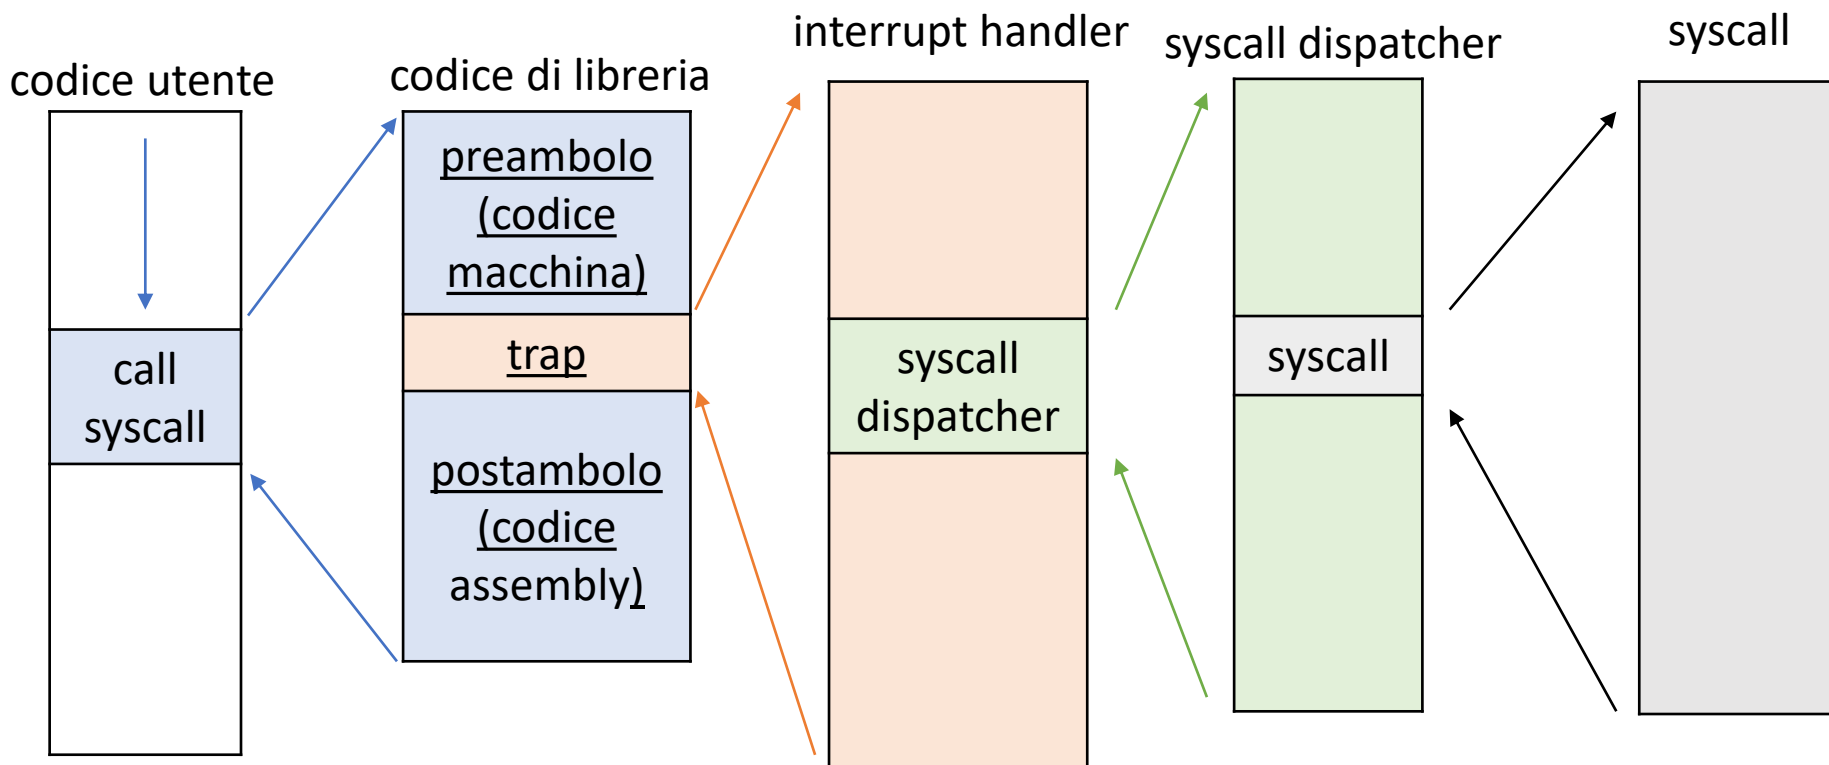 codice utente
call
syscall
codice di libreria
preambolo
(codice
macchina)
trap
postambolo
(codice
assembly)
interrupt handler
syscall
dispatcher
syscall dispatcher
syscall
syscall